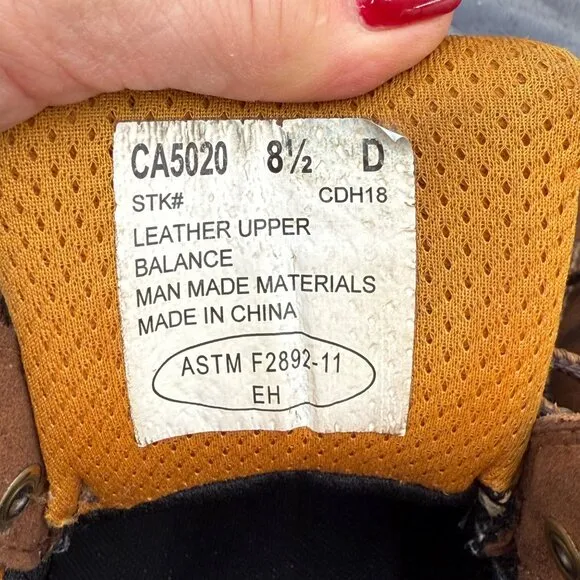 CA5020 8½ D
STK# CDH18
LEATHER UPPER
BALANCE
MAN MADE MATERIALS
MADE IN CHINA
ASTM F2892-11
EH